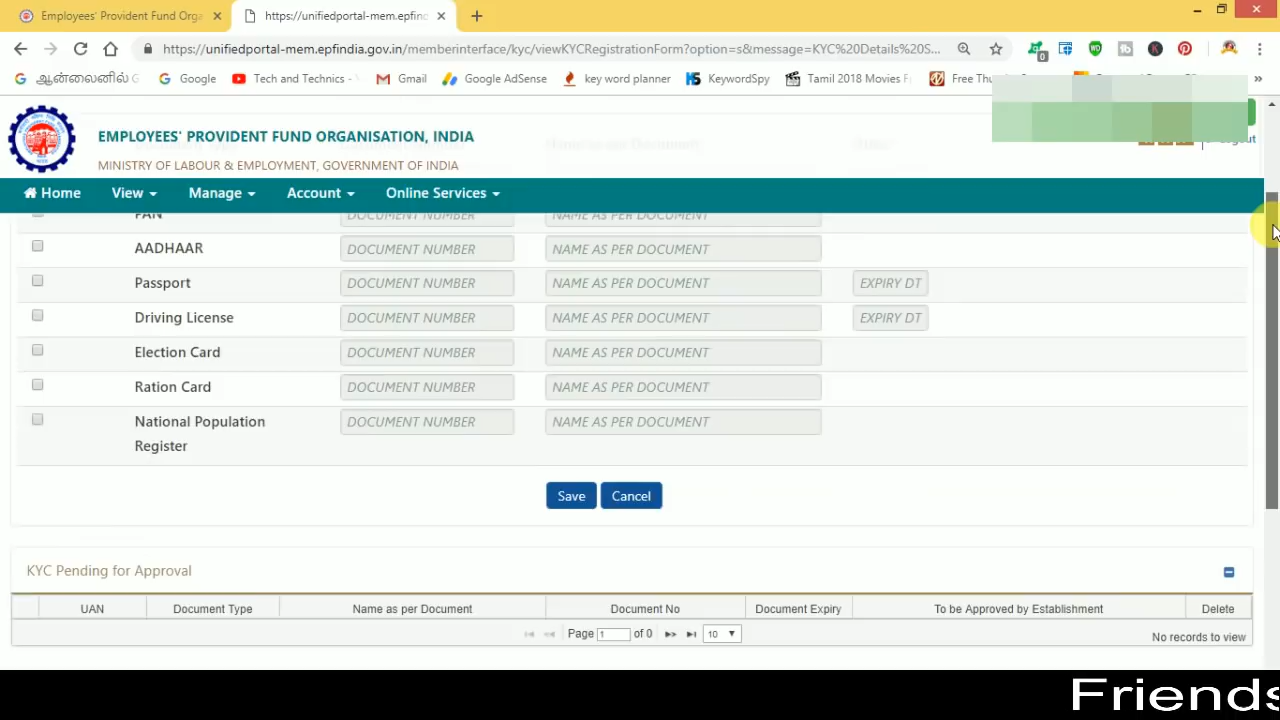 Employees' Provident Fund Orga
https://unifiedportal-mem.epfind
https://unifiedportal-mem.epfindia.gov.in/memberinterface/kyc/viewKYCRegistrationForm?option=s&message=KYC%20Details%20S...
ஆன்லைனில் G
Google
Tech and Technics -
Gmail
Google AdSense
key word planner
KeywordSpy
Tamil 2018 Movies F
Free Thu
»
EMPLOYEES' PROVIDENT FUND ORGANISATION, INDIA
MINISTRY OF LABOUR & EMPLOYMENT, GOVERNMENT OF INDIA
Home
View
Manage
Account
Online Services
PAN
DOCUMENT NUMBER
NAME AS PER DOCUMENT
AADHAAR
DOCUMENT NUMBER
NAME AS PER DOCUMENT
Passport
DOCUMENT NUMBER
NAME AS PER DOCUMENT
EXPIRY DT
Driving License
DOCUMENT NUMBER
NAME AS PER DOCUMENT
EXPIRY DT
Election Card
DOCUMENT NUMBER
NAME AS PER DOCUMENT
Ration Card
DOCUMENT NUMBER
NAME AS PER DOCUMENT
National Population
Register
DOCUMENT NUMBER
NAME AS PER DOCUMENT
Save
Cancel
KYC Pending for Approval
UAN
Document Type
Name as per Document
Document No
Document Expiry
To be Approved by Establishment
Delete
Page 1 of 0
10
No records to view
Friends